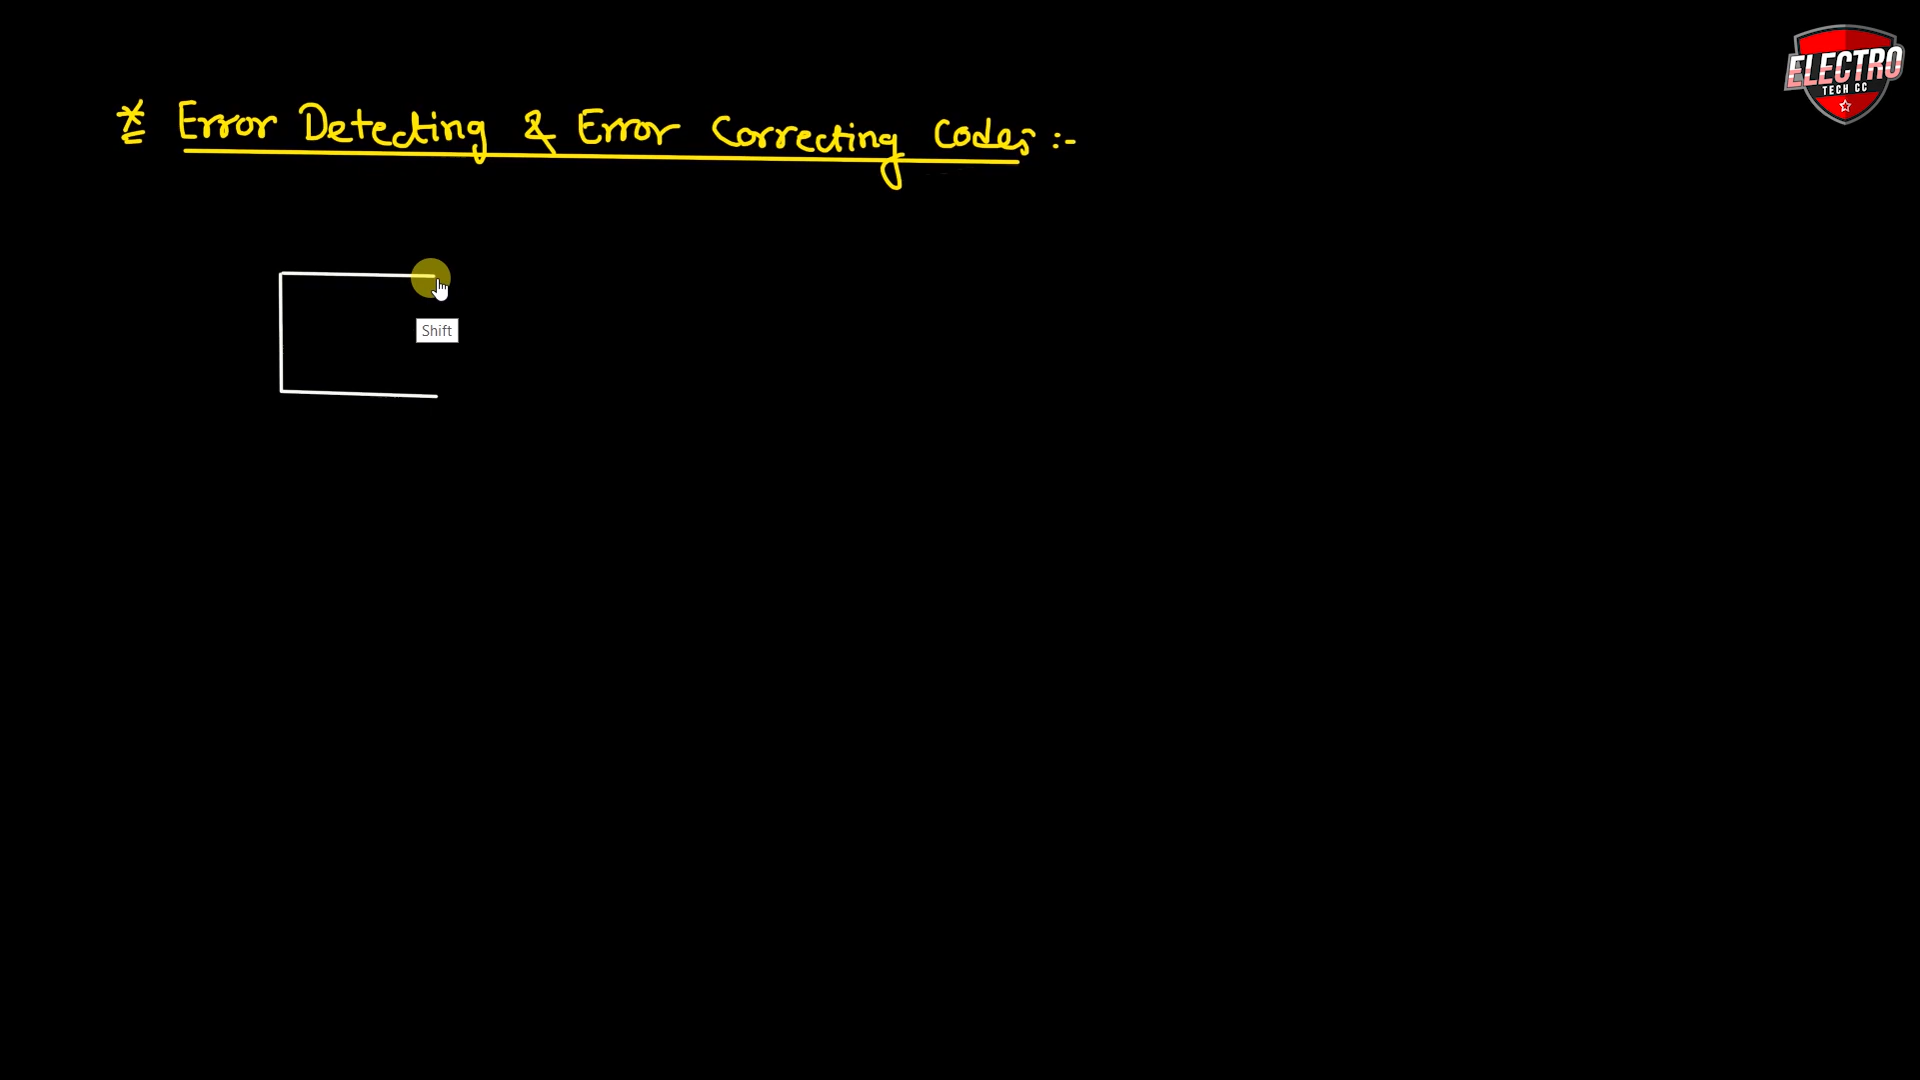 * Error Detecting & Error Correcting Codes :-
ELECTRO
TECH CC
Shift